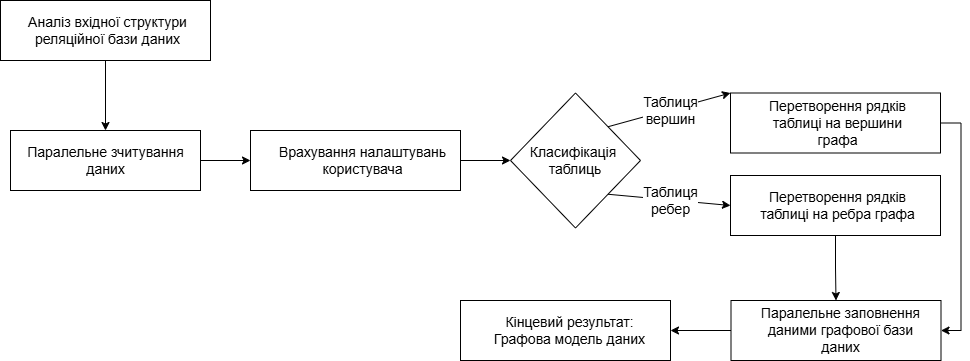 Аналіз вхідної структури
реляційної бази даних
Паралельне зчитування
даних
Врахування налаштувань
користувача
Класифікація
таблиць
Таблиця
вершин
Перетворення рядків
таблиці на вершини
графа
Таблиця
ребер
Перетворення рядків
таблиці на ребра графа
Паралельне заповнення
даними графової бази
даних
Кінцевий результат:
Графова модель даних